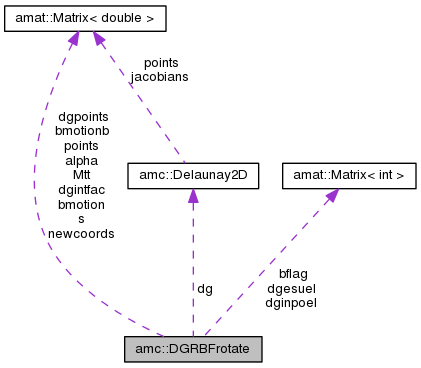 amat::Matrix< double >
points
jacobians
dgpoints
bmotionb
points
alpha
Mtt
dgintfac
bmotion
s
newcoords
amc::Delaunay2D
amat::Matrix< int >
dg
bflag
dgesuel
dginpoel
amc::DGRBFrotate